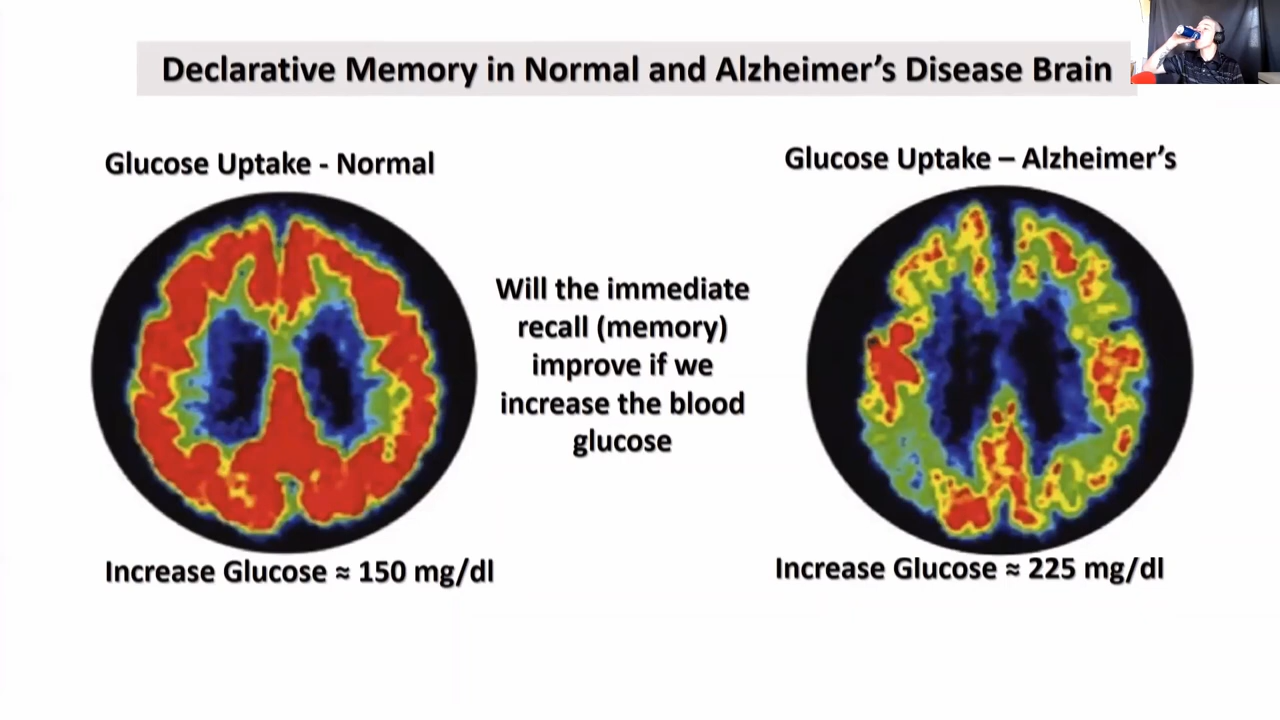 Declarative Memory in Normal and Alzheimer’s Disease Brain
Glucose Uptake - Normal
Glucose Uptake – Alzheimer’s
Will the immediate
recall (memory)
improve if we
increase the blood
glucose
Increase Glucose ≈ 150 mg/dl
Increase Glucose ≈ 225 mg/dl